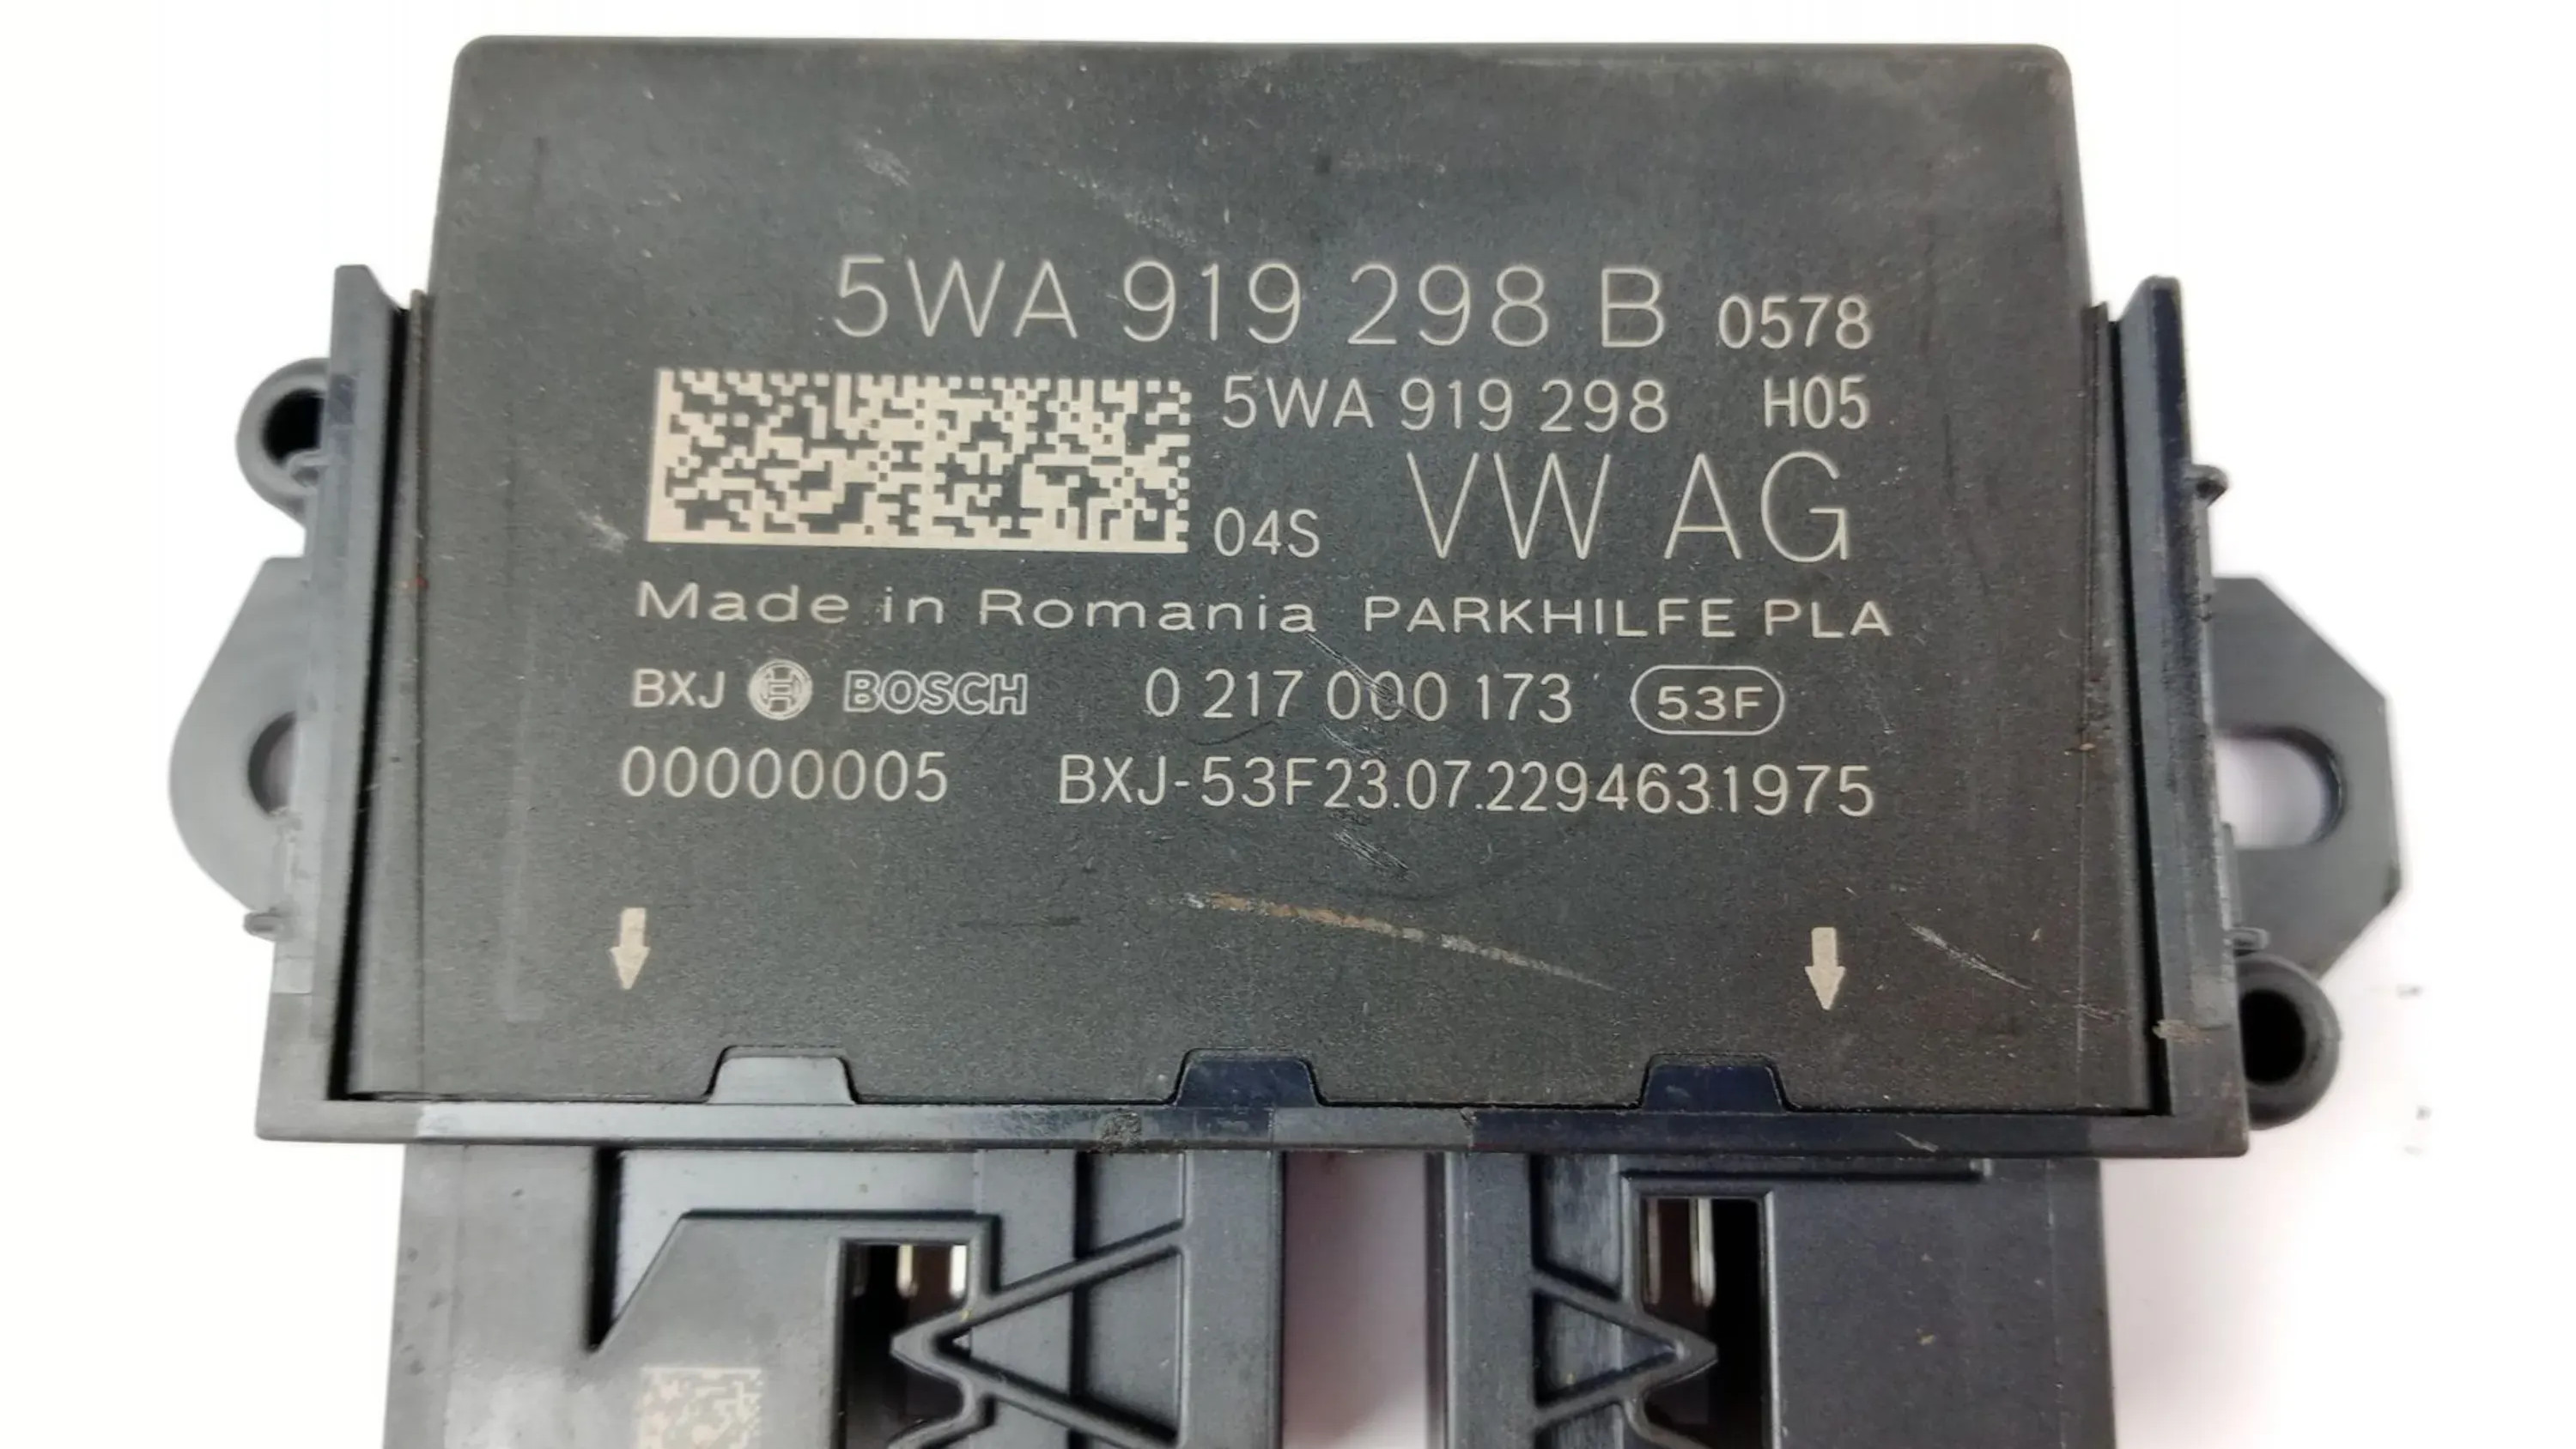 5WA 919 298 B 0578
5WA 919 298 H05
04S VW AG
Made in Romania PARKHILFE PLA
BXJ BOSCH 0 217 000 173 53F
00000005 BXJ-53F23.07.2294631975